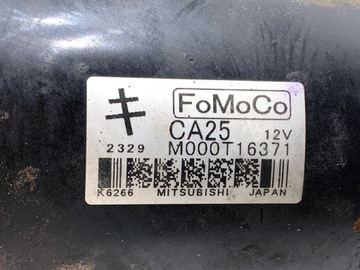 FoMoCo
キ
CA25 12V
2329 M000T16371
K6266 MITSUBISHI JAPAN